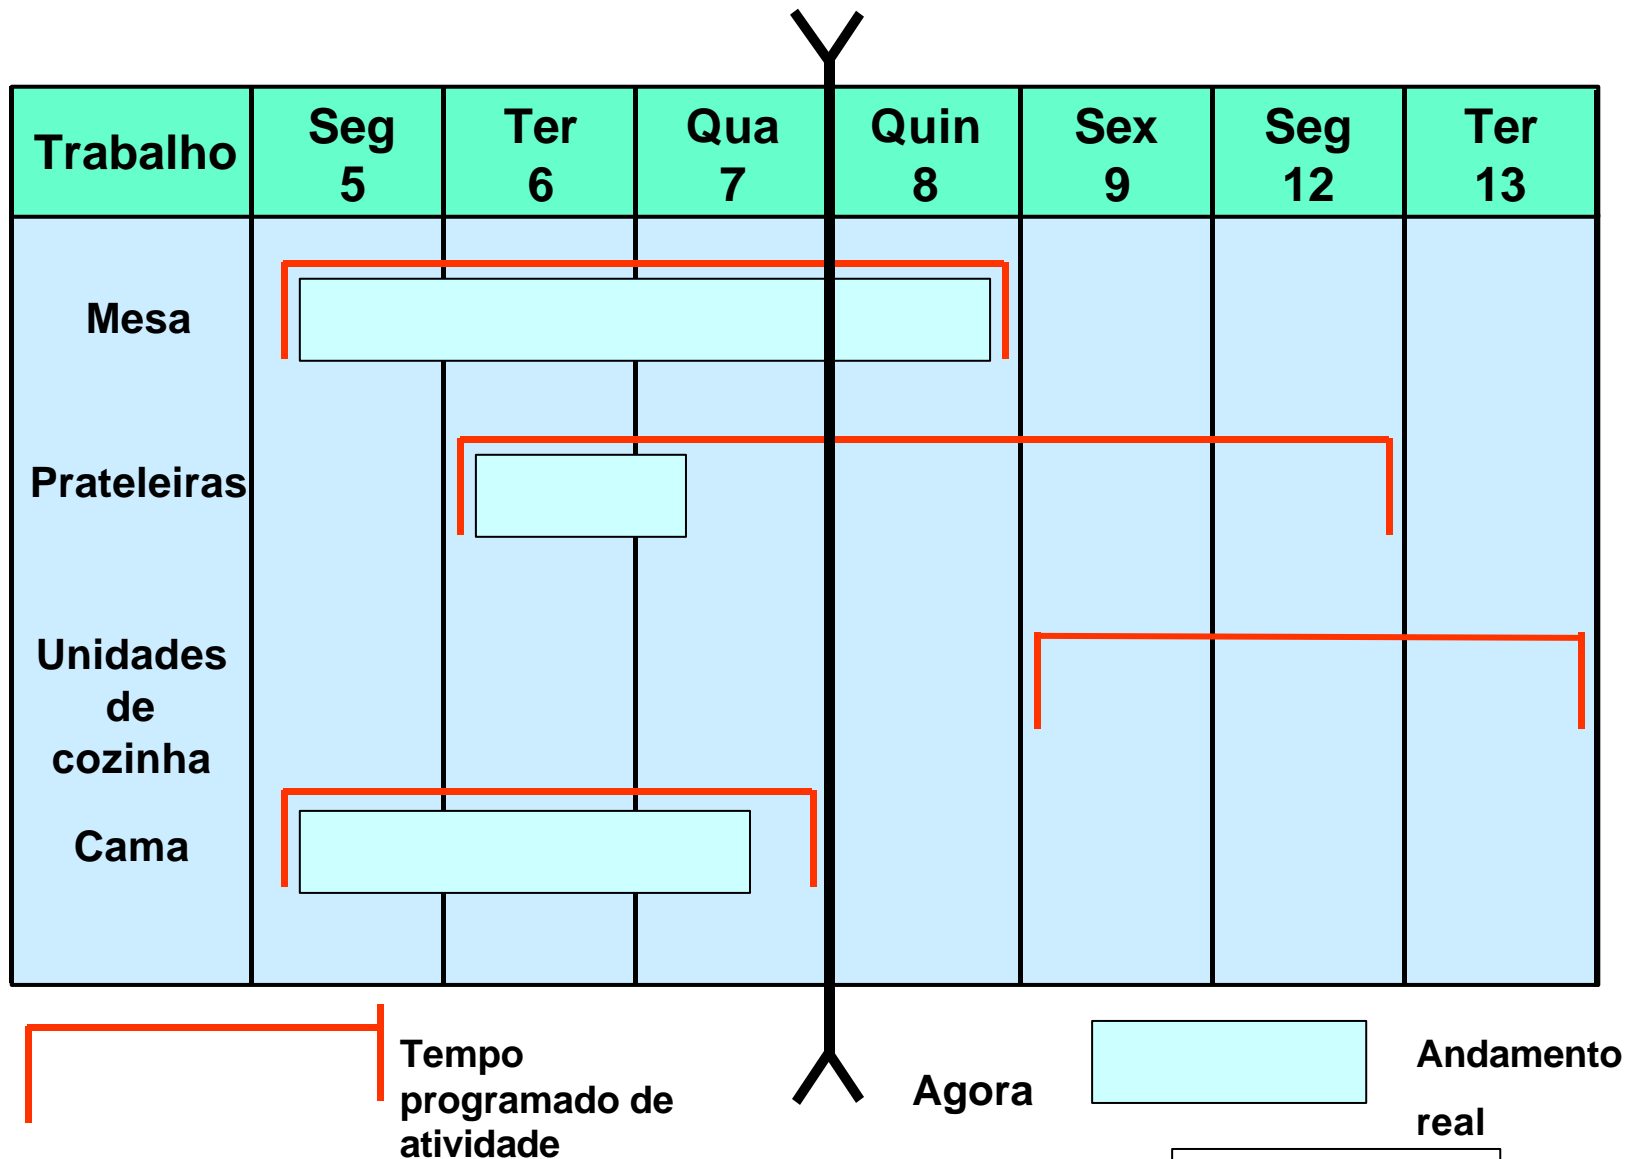 Trabalho
Seg
5
Ter
6
Qua
7
Quin
8
Sex
9
Seg
12
Ter
13
Mesa
Prateleiras
Unidades
de
cozinha
Cama
Tempo
programado de
atividade
Agora
Andamento
real